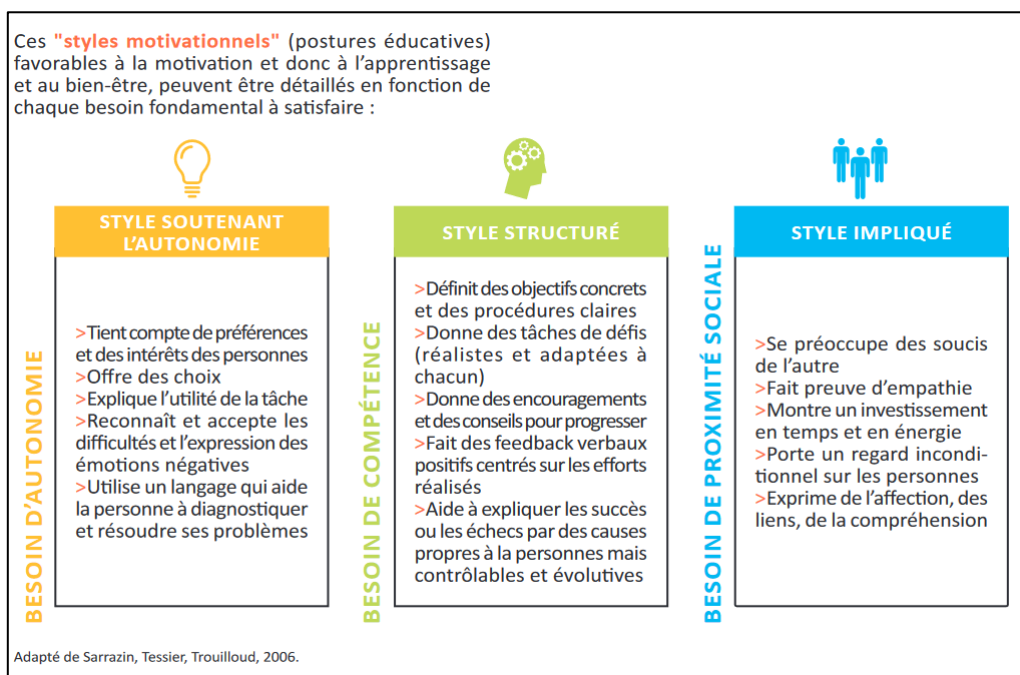 Ces "styles motivationnels" (postures éducatives)
favorables à la motivation et donc à l'apprentissage
et au bien-être, peuvent être détaillés en fonction de
chaque besoin fondamental à satisfaire :
BESOIN D'AUTONOMIE
STYLE SOUTENANT
L'AUTONOMIE
>Tient compte de préférences
et des intérêts des personnes
>Offre des choix
>Explique l'utilité de la tâche
>Reconnaît et accepte les
difficultés et l'expression des
émotions négatives
>Utilise un langage qui aide
la personne à diagnostiquer
et résoudre ses problèmes
BESOIN DE COMPÉTENCE
STYLE STRUCTURÉ
>Définit des objectifs concrets
et des procédures claires
>Donne des tâches de défis
(réalistes et adaptées à
chacun)
>Donne des encouragements
et des conseils pour progresser
>Fait des feedback verbaux
positifs centrés sur les efforts
réalisés
>Aide à expliquer les succès
ou les échecs par des causes
propres à la personnes mais
contrôlables et évolutives
BESOIN DE PROXIMITÉ SOCIALE
STYLE IMPLIQUÉ
>Se préoccupe des soucis
de l'autre
>Fait preuve d'empathie
>Montre un investissement
en temps et en énergie
>Porte un regard incondi-
tionnel sur les personnes
>Exprime de l'affection, des
liens, de la compréhension
Adapté de Sarrazin, Tessier, Trouilloud, 2006.